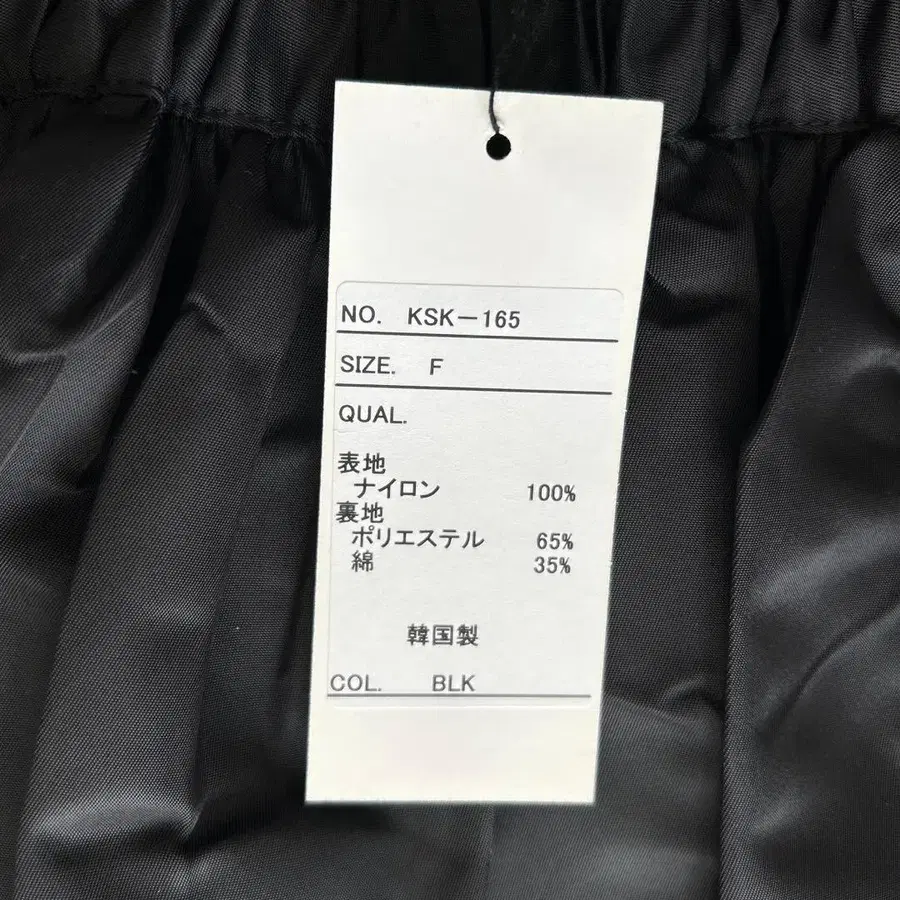 NO. KSK-165
SIZE. F
QUAL.
表地
ナイロン 100%
裏地
ポリエステル 65%
綿 35%
韓国製
COL. BLK